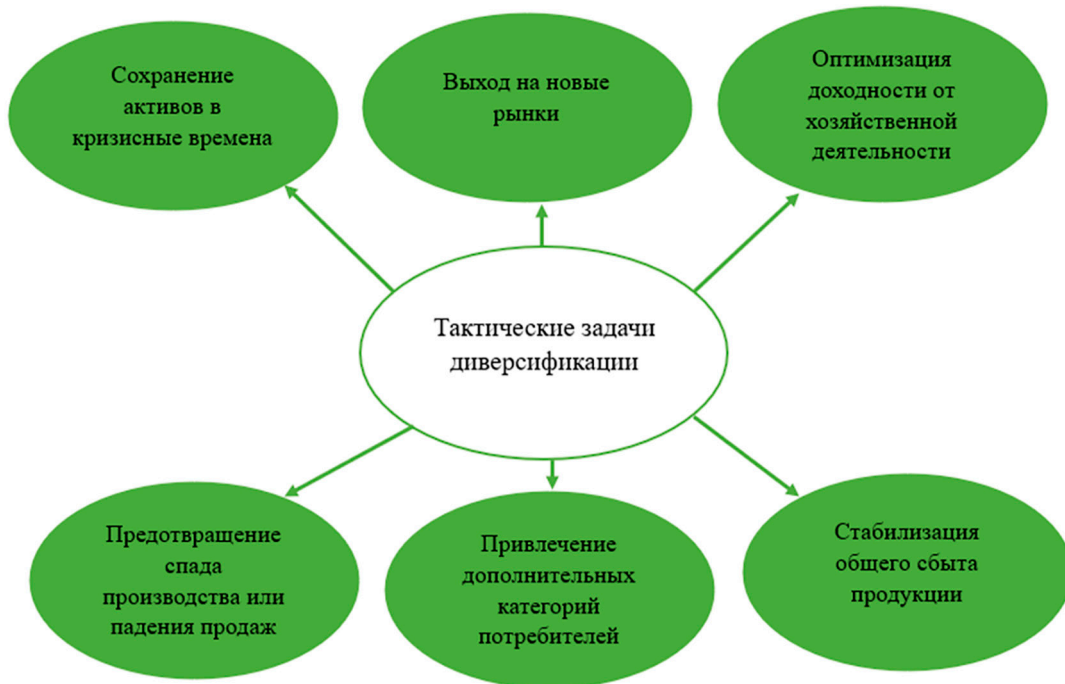 Сохранение
активов в
кризисные времена
Выход на новые
рынки
Оптимизация
доходности от
хозяйственной
деятельности
Тактические задачи
диверсификации
Предотвращение
спада
производства или
падения продаж
Привлечение
дополнительных
категорий
потребителей
Стабилизация
общего сбыта
продукции